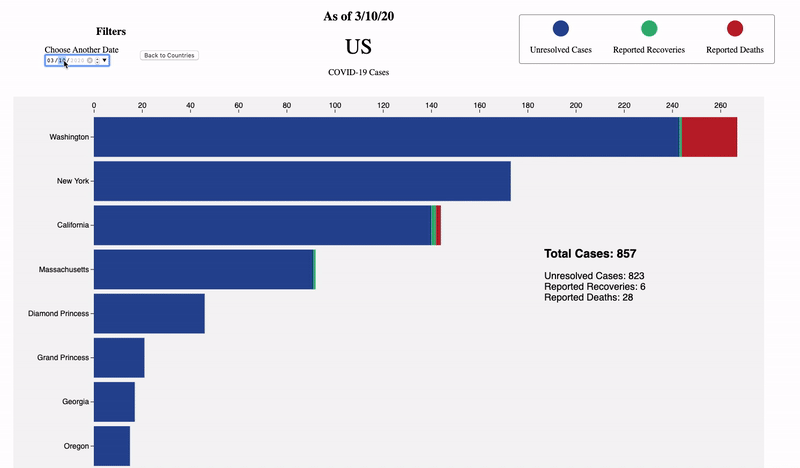 As of 3/10/20
Filters
Choose Another Date
03/10/2020
Back to Countries
US
COVID-19 Cases
Unresolved Cases
Reported Recoveries
Reported Deaths
0 20 40 60 80 100 120 140 160 180 200 220 240 260
Washington
New York
California
Massachusetts
Diamond Princess
Grand Princess
Georgia
Oregon
Total Cases: 857
Unresolved Cases: 823
Reported Recoveries: 6
Reported Deaths: 28